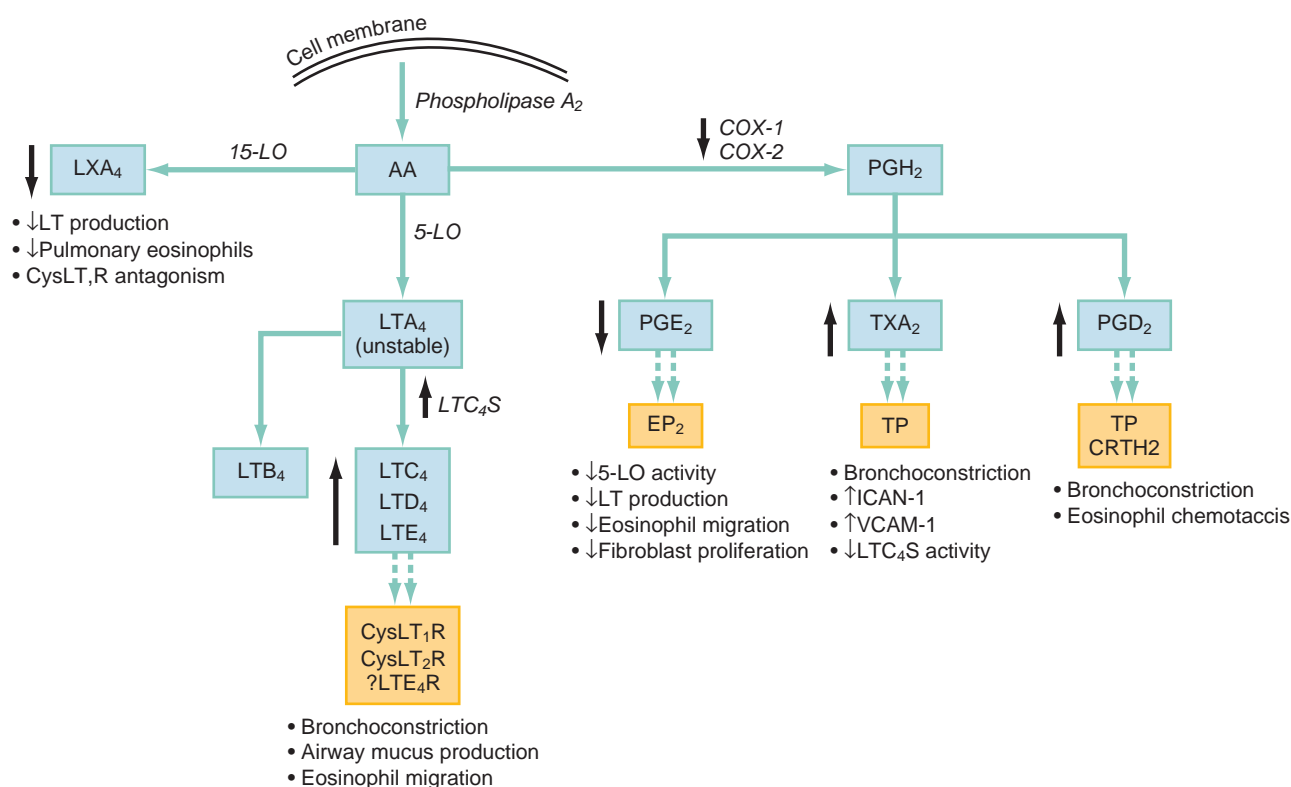 Cell membrane
Phospholipase A₂
COX-1
COX-2
15-LO
LXA₄
AA
PGH₂
• ↓LT production
• ↓Pulmonary eosinophils
• CysLT,R antagonism
5-LO
LTA₄
(unstable)
PGE₂
TXA₂
PGD₂
LTC₄S
EP₂
TP
TP
CRTH2
LTB₄
LTC₄
LTD₄
LTE₄
• ↓5-LO activity
• ↓LT production
• ↓Eosinophil migration
• ↓Fibroblast proliferation
• Bronchoconstriction
• ↑ICAN-1
• ↑VCAM-1
• ↓LTC₄S activity
• Bronchoconstriction
• Eosinophil chemotaccis
CysLT₁R
CysLT₂R
?LTE₄R
• Bronchoconstriction
• Airway mucus production
• Eosinophil migration